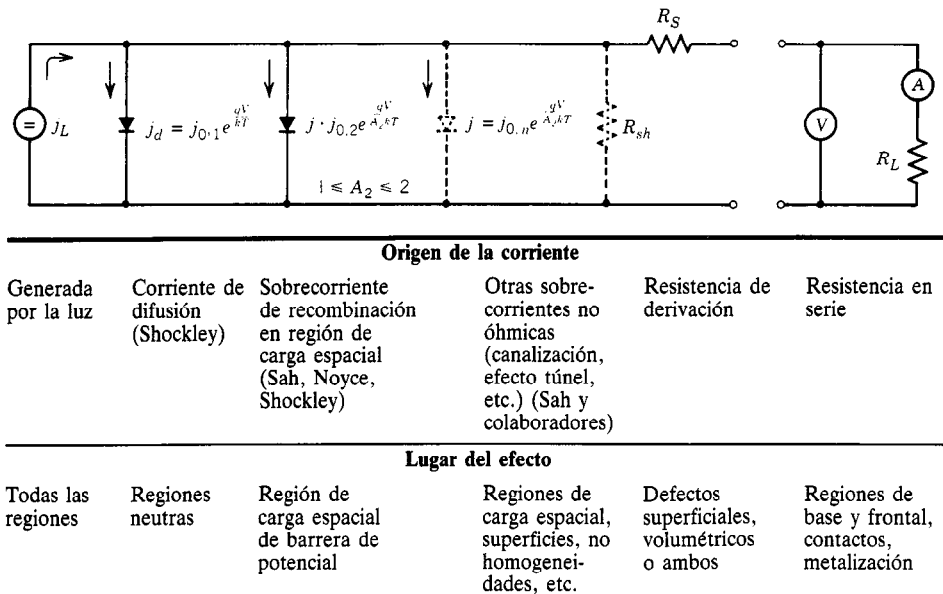 R_S
= j_L
j_d = j_{0,1} e^{qV/kT}
j · j_{0.2} e^{qV/A_2kT}
j = j_{0.n} e^{qV/A_.kT}
R_{sh}
V
A
R_L
1 ≤ A_2 ≤ 2
Origen de la corriente
Generada por la luz
Corriente de difusión (Shockley)
Sobrecorriente de recombinación en región de carga espacial (Sah, Noyce, Shockley)
Otras sobre-corrientes no óhmicas (canalización, efecto túnel, etc.) (Sah y colaboradores)
Resistencia de derivación
Resistencia en serie
Lugar del efecto
Todas las regiones
Regiones neutras
Región de carga espacial de barrera de potencial
Regiones de carga espacial, superficies, no homogenei-dades, etc.
Defectos superficiales, volumétricos o ambos
Regiones de base y frontal, contactos, metalización